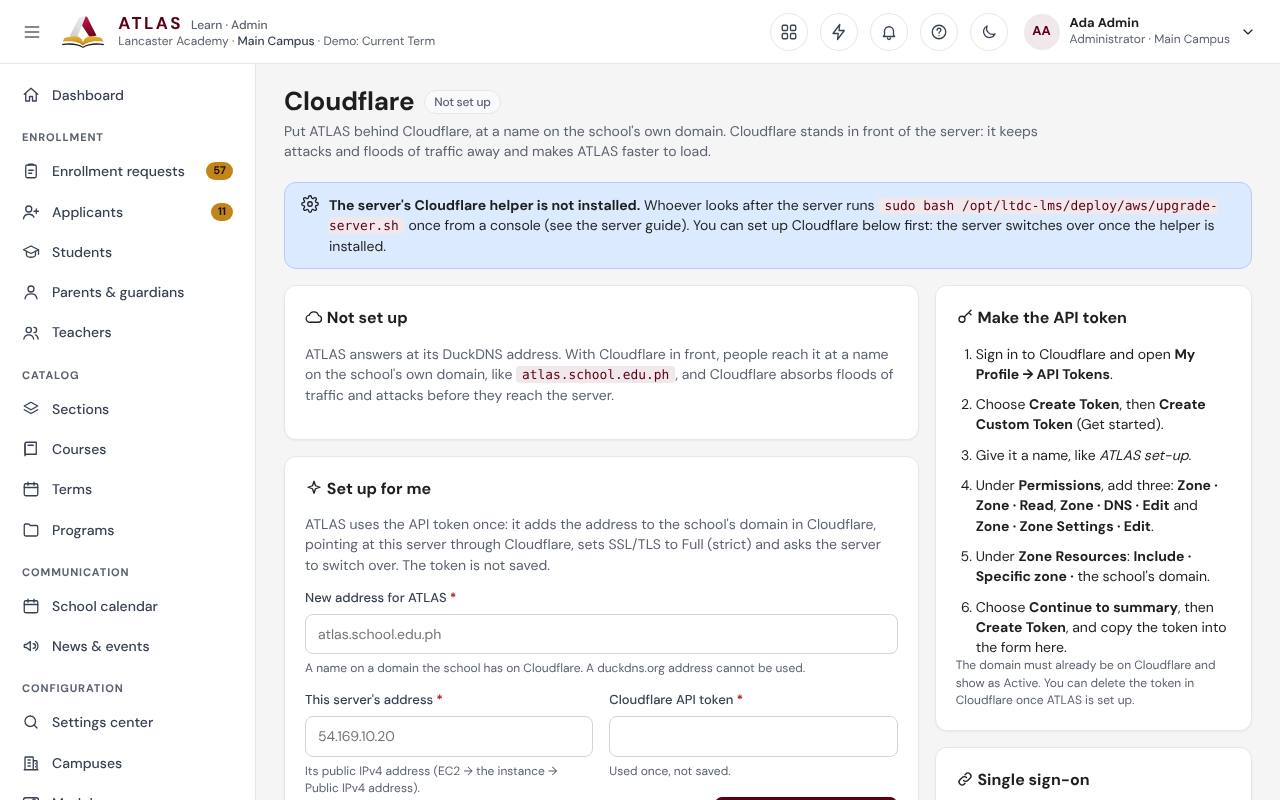 ATLAS Learn · Admin
Lancaster Academy · Main Campus · Demo: Current Term
AA
Ada Admin
Administrator · Main Campus
Dashboard
ENROLLMENT
Enrollment requests 57
Applicants 11
Students
Parents & guardians
Teachers
CATALOG
Sections
Courses
Terms
Programs
COMMUNICATION
School calendar
News & events
CONFIGURATION
Settings center
Campuses
Cloudflare Not set up
Put ATLAS behind Cloudflare, at a name on the school's own domain. Cloudflare stands in front of the server: it keeps
attacks and floods of traffic away and makes ATLAS faster to load.
The server's Cloudflare helper is not installed. Whoever looks after the server runs sudo bash /opt/ltdc-lms/deploy/aws/upgrade-
server.sh once from a console (see the server guide). You can set up Cloudflare below first: the server switches over once the helper is
installed.
Not set up
ATLAS answers at its DuckDNS address. With Cloudflare in front, people reach it at a name
on the school's own domain, like atlas.school.edu.ph, and Cloudflare absorbs floods of
traffic and attacks before they reach the server.
Set up for me
ATLAS uses the API token once: it adds the address to the school's domain in Cloudflare,
pointing at this server through Cloudflare, sets SSL/TLS to Full (strict) and asks the server
to switch over. The token is not saved.
New address for ATLAS *
atlas.school.edu.ph
A name on a domain the school has on Cloudflare. A duckdns.org address cannot be used.
This server's address *
54.169.10.20
Its public IPv4 address (EC2 → the instance →
Public IPv4 address).
Cloudflare API token *
Used once, not saved.
Make the API token
1. Sign in to Cloudflare and open My
Profile → API Tokens.
2. Choose Create Token, then Create
Custom Token (Get started).
3. Give it a name, like ATLAS set-up.
4. Under Permissions, add three: Zone ·
Zone · Read, Zone · DNS · Edit and
Zone · Zone Settings · Edit.
5. Under Zone Resources: Include ·
Specific zone · the school's domain.
6. Choose Continue to summary, then
Create Token, and copy the token into
the form here.
The domain must already be on Cloudflare and
show as Active. You can delete the token in
Cloudflare once ATLAS is set up.
Single sign-on